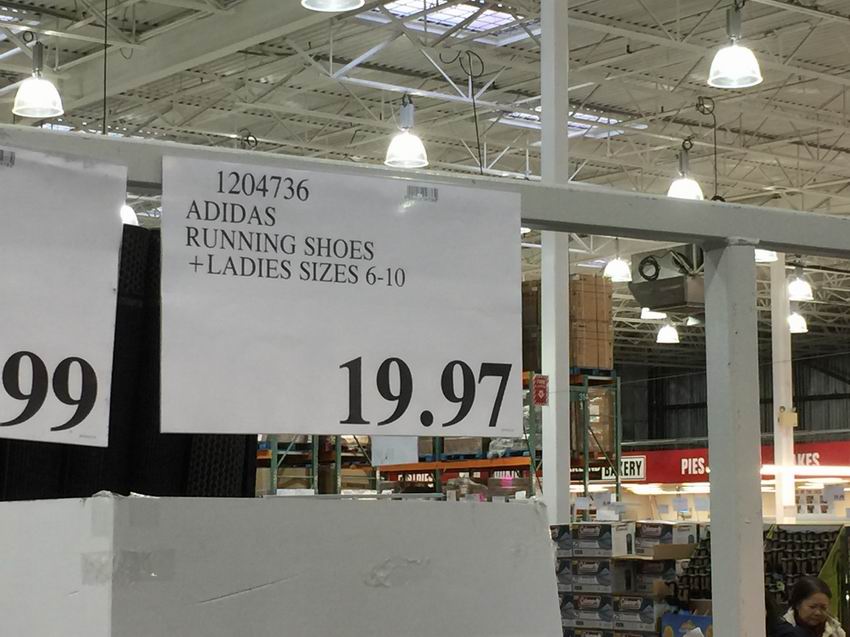 1204736
ADIDAS
RUNNING SHOES
+LADIES SIZES 6-10
19.97
99
BAKERY
PIES